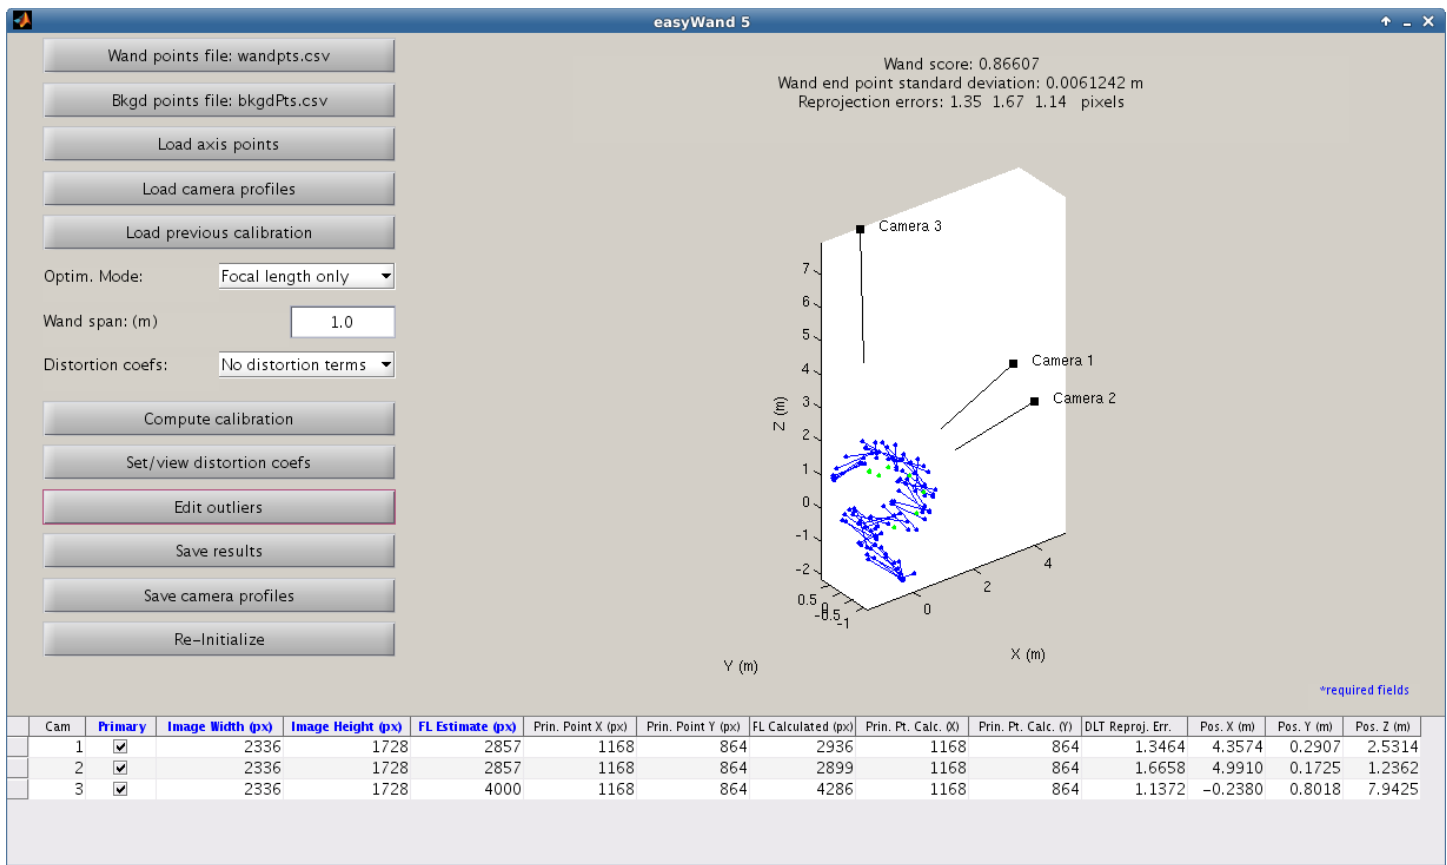 easyWand 5
Wand points file: wandpts.csv
Bkgd points file: bkgdPts.csv
Load axis points
Load camera profiles
Load previous calibration
Optim. Mode: Focal length only
Wand span: (m) 1.0
Distortion coefs: No distortion terms
Compute calibration
Set/view distortion coefs
Edit outliers
Save results
Save camera profiles
Re-Initialize
Wand score: 0.86607
Wand end point standard deviation: 0.0061242 m
Reprojection errors: 1.35 1.67 1.14 pixels
Camera 3
Camera 1
Camera 2
Z (m)
7
6
5
4
3
2
1
0
-1
-2
0.5
0
-0.5
-1
Y (m)
0
2
4
X (m)
*required fields
Cam Primary Image Width (px) Image Height (px) FL Estimate (px) Prin. Point X (px) Prin. Point Y (px) FL Calculated (px) Prin. Pt. Calc. (X) Prin. Pt. Calc. (Y) DLT Reproj. Err. Pos. X (m) Pos. Y (m) Pos. Z (m)
1 2336 1728 2857 1168 864 2936 1168 864 1.3464 4.3574 0.2907 2.5314
2 2336 1728 2857 1168 864 2899 1168 864 1.6658 4.9910 0.1725 1.2362
3 2336 1728 4000 1168 864 4286 1168 864 1.1372 -0.2380 0.8018 7.9425